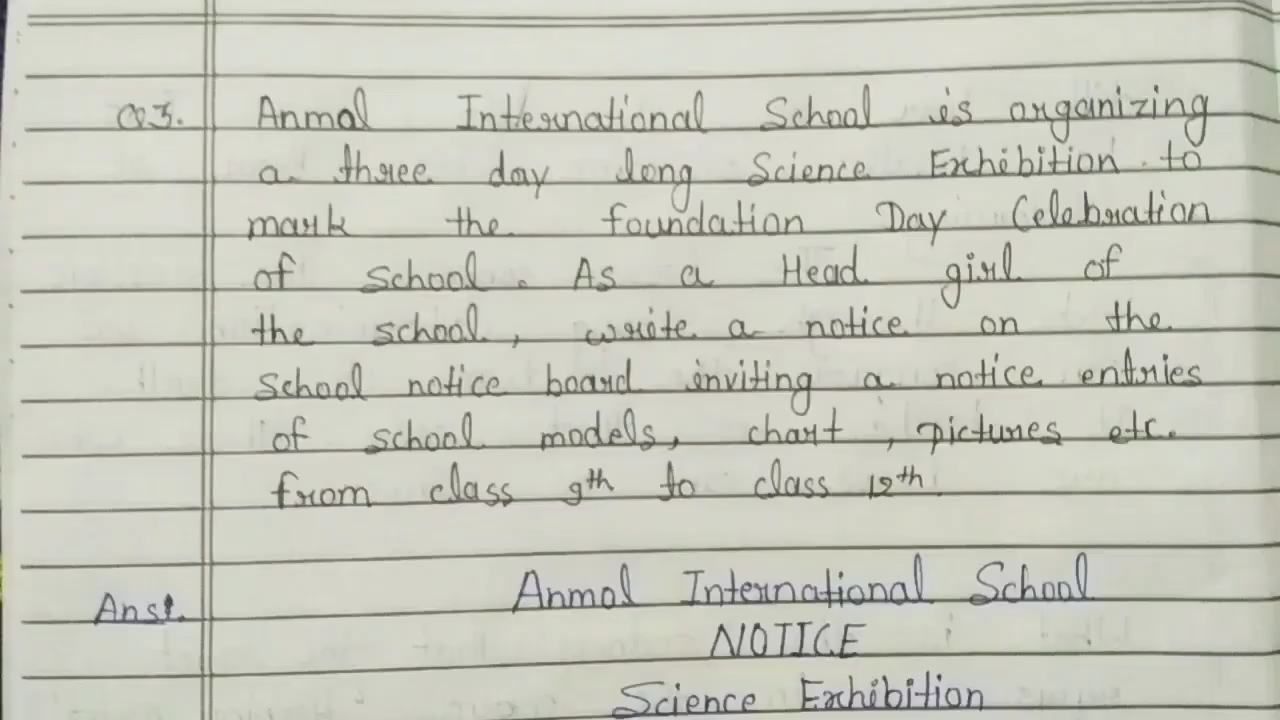 Q3. Anmol International School is organizing
a three day long Science Exhibition to
mark the foundation Day Celebration
of school. As a Head girl of
the school, write a notice on the
School notice board inviting a notice entries
of school models, chart, pictures etc.
from class 9th to class 12th.
Ans1. Anmol International School
NOTICE
Science Exhibition